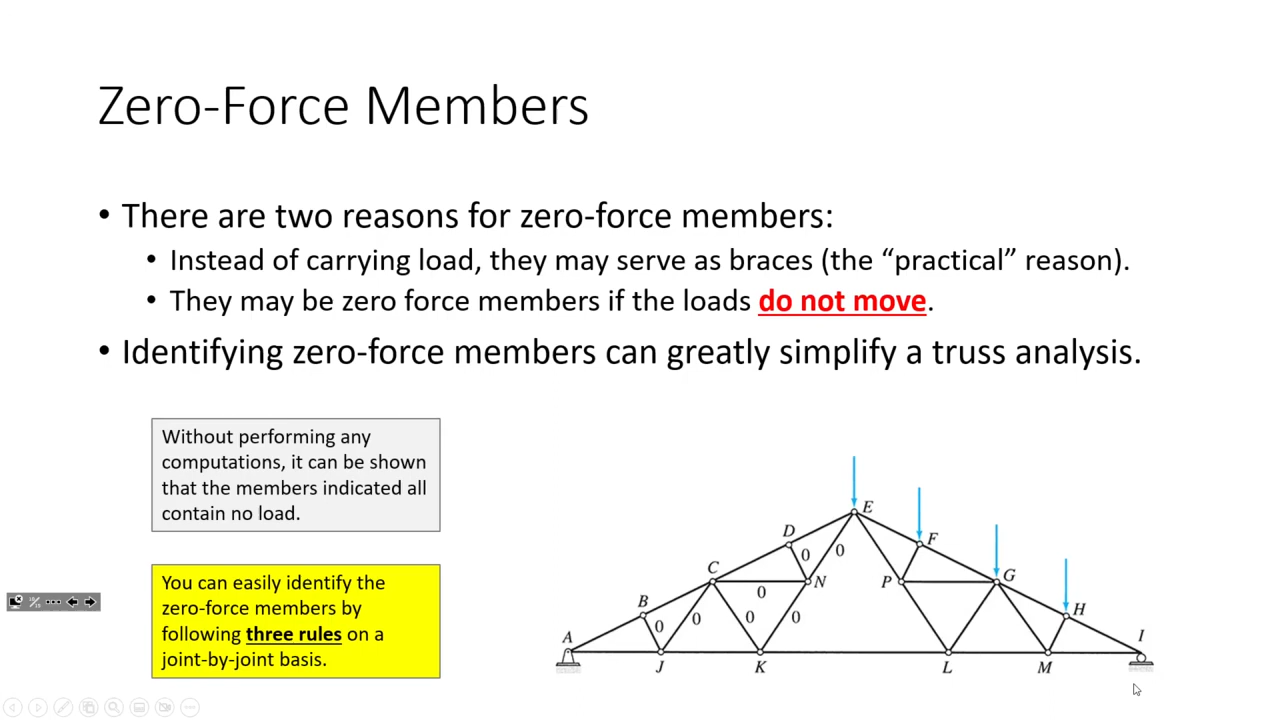 Zero-Force Members
• There are two reasons for zero-force members:
• Instead of carrying load, they may serve as braces (the “practical” reason).
• They may be zero force members if the loads do not move.
• Identifying zero-force members can greatly simplify a truss analysis.
Without performing any
computations, it can be shown
that the members indicated all
contain no load.
You can easily identify the
zero-force members by
following three rules on a
joint-by-joint basis.
E
D
F
0
0
C
N
P
G
0
B
H
0
0
0
0
A
I
J
K
L
M